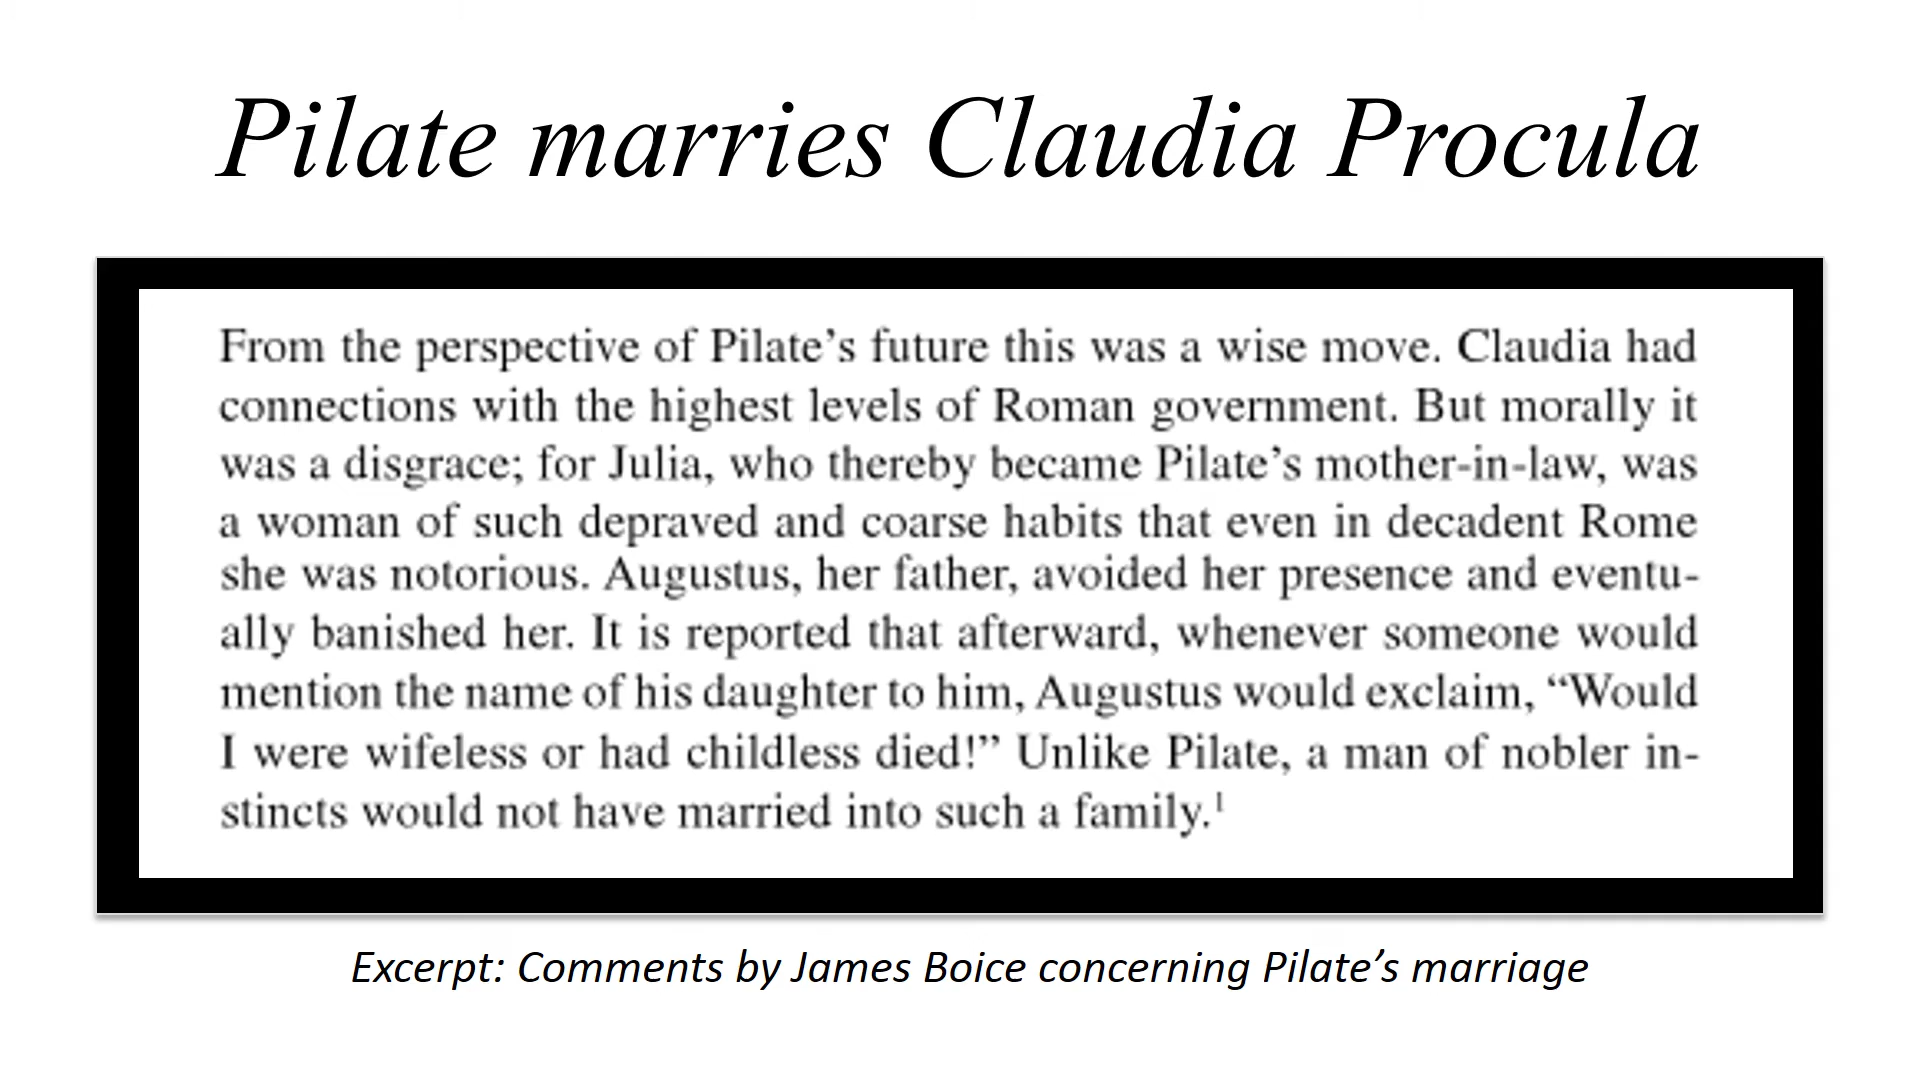 Pilate marries Claudia Procula
From the perspective of Pilate’s future this was a wise move. Claudia had
connections with the highest levels of Roman government. But morally it
was a disgrace; for Julia, who thereby became Pilate’s mother-in-law, was
a woman of such depraved and coarse habits that even in decadent Rome
she was notorious. Augustus, her father, avoided her presence and eventu-
ally banished her. It is reported that afterward, whenever someone would
mention the name of his daughter to him, Augustus would exclaim, “Would
I were wifeless or had childless died!” Unlike Pilate, a man of nobler in-
stincts would not have married into such a family.¹
Excerpt: Comments by James Boice concerning Pilate’s marriage